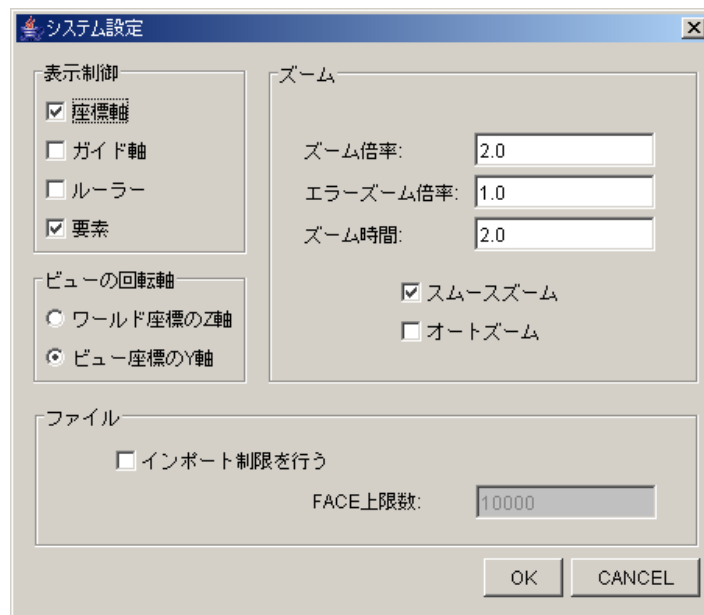 システム設定
表示制御
座標軸
ガイド軸
ルーラー
要素
ビューの回転軸
ワールド座標のZ軸
ビュー座標のY軸
ズーム
ズーム倍率: 2.0
エラーズーム倍率: 1.0
ズーム時間: 2.0
スムースズーム
オートズーム
ファイル
インポート制限を行う
FACE上限数: 10000
OK CANCEL